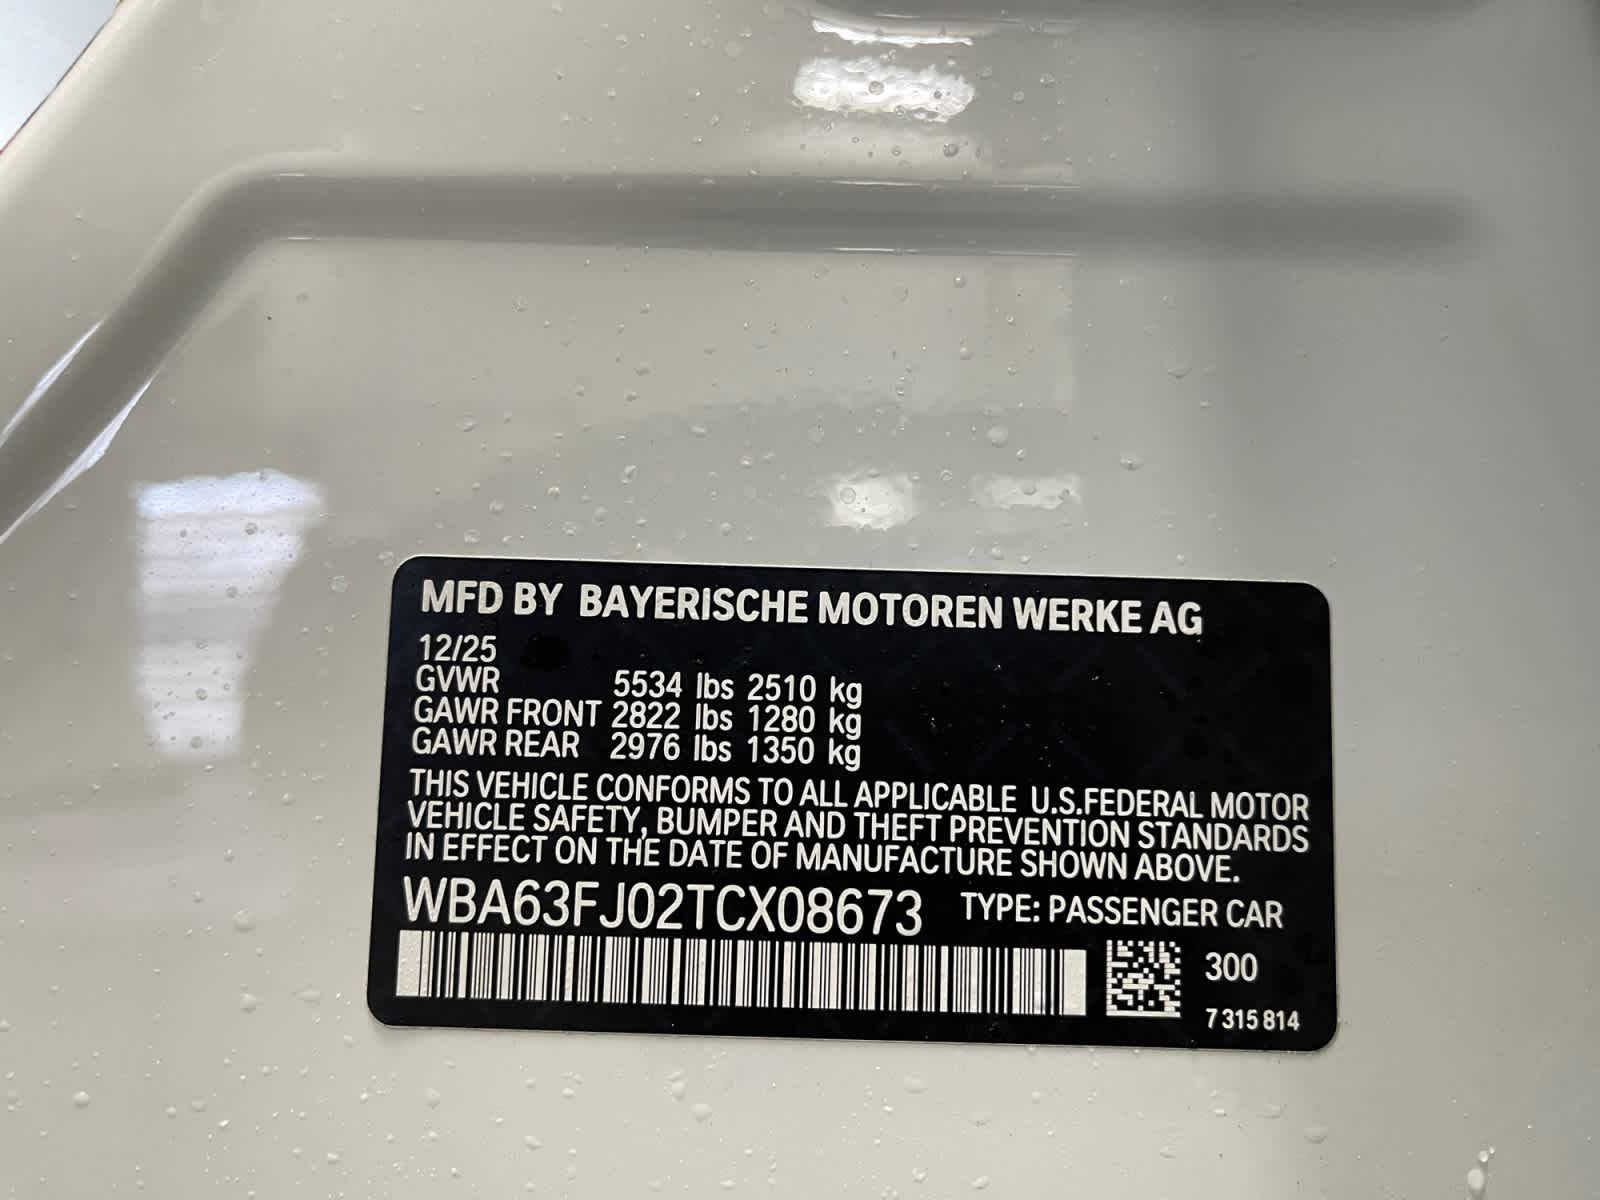 MFD BY BAYERISCHE MOTOREN WERKE AG
12/25
GVWR 5534 lbs 2510 kg
GAWR FRONT 2822 lbs 1280 kg
GAWR REAR 2976 lbs 1350 kg
THIS VEHICLE CONFORMS TO ALL APPLICABLE U.S.FEDERAL MOTOR
VEHICLE SAFETY, BUMPER AND THEFT PREVENTION STANDARDS
IN EFFECT ON THE DATE OF MANUFACTURE SHOWN ABOVE.
WBA63FJ02TCX08673 TYPE: PASSENGER CAR
300
7 315 814